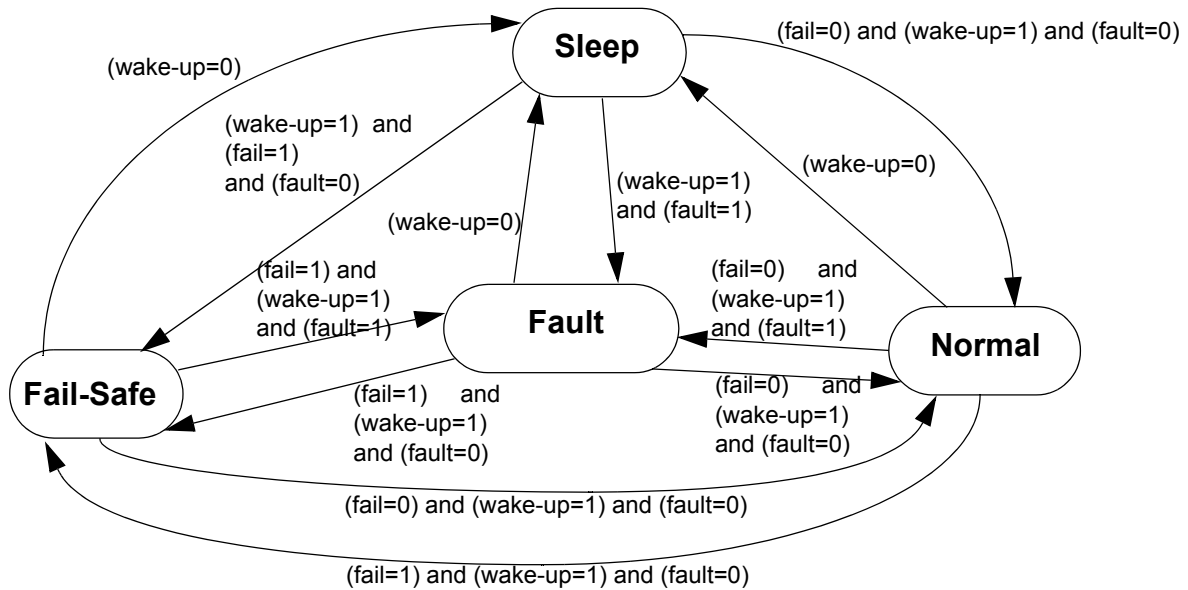 Sleep
(fail=0) and (wake-up=1) and (fault=0)
(wake-up=0)
(wake-up=1) and
(fail=1)
and (fault=0)
(wake-up=0)
(wake-up=1)
and (fault=1)
(wake-up=0)
(fail=1) and
(wake-up=1)
and (fault=1)
Fault
(fail=0) and
(wake-up=1)
and (fault=1)
Normal
Fail-Safe
(fail=1) and
(wake-up=1)
and (fault=0)
(fail=0) and
(wake-up=1)
and (fault=0)
(fail=0) and (wake-up=1) and (fault=0)
(fail=1) and (wake-up=1) and (fault=0)